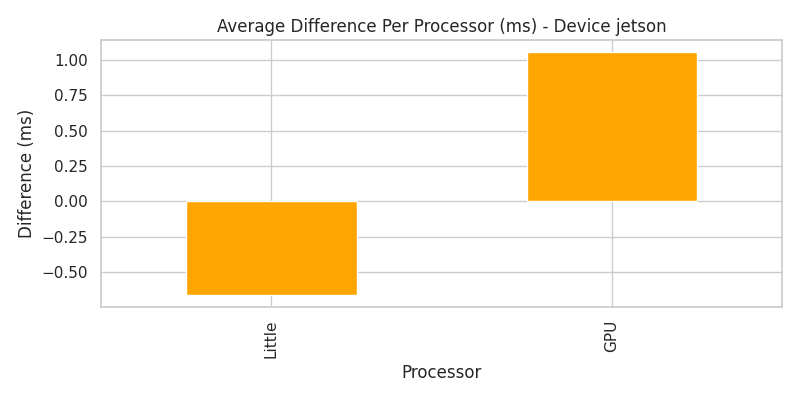 Average Difference Per Processor (ms) - Device jetson
1.00
0.75
0.50
0.25
0.00
−0.25
−0.50
Difference (ms)
Little
GPU
Processor